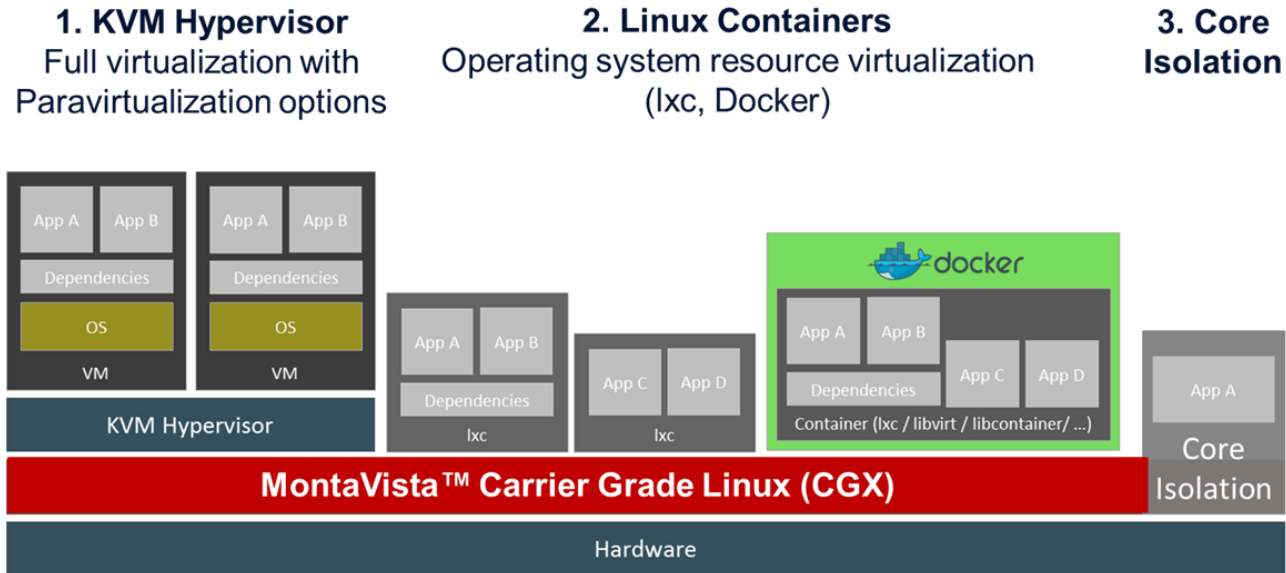 1. KVM Hypervisor
Full virtualization with
Paravirtualization options
2. Linux Containers
Operating system resource virtualization
(lxc, Docker)
3. Core
Isolation
App A
App B
Dependencies
OS
VM
App A
App B
Dependencies
OS
VM
KVM Hypervisor
App A
App B
Dependencies
lxc
App C
App D
lxc
docker
App A
App B
Dependencies
App C
App D
Container (lxc / libvirt / libcontainer/ ...)
App A
Core
Isolation
MontaVista™ Carrier Grade Linux (CGX)
Hardware